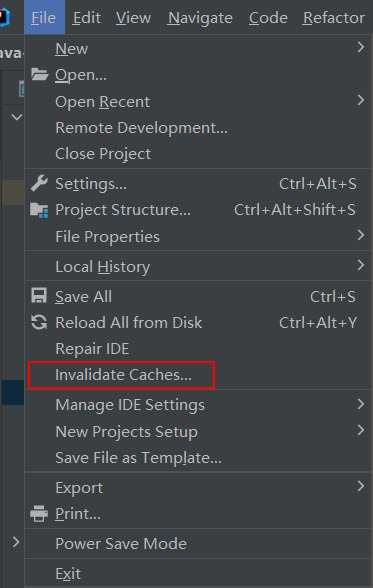 File Edit View Navigate Code Refactor
ava-
New
Open...
Open Recent
Remote Development...
Close Project
Settings... Ctrl+Alt+S
Project Structure... Ctrl+Alt+Shift+S
File Properties
Local History
Save All Ctrl+S
Reload All from Disk Ctrl+Alt+Y
Repair IDE
Invalidate Caches...
Manage IDE Settings
New Projects Setup
Save File as Template...
Export
Print...
Power Save Mode
Exit